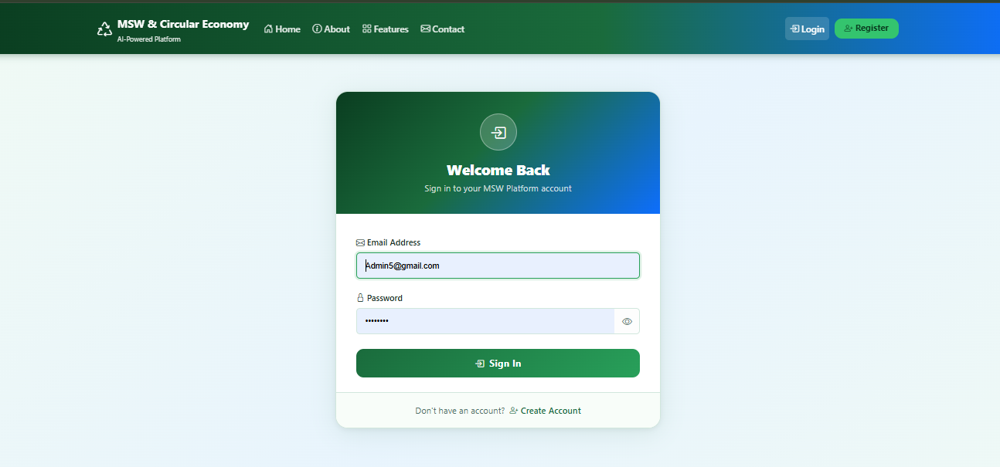 MSW & Circular Economy
AI-Powered Platform
Home
About
Features
Contact
Login
Register
Welcome Back
Sign in to your MSW Platform account
Email Address
Admin5@gmail.com
Password
••••••••
Sign In
Don't have an account? Create Account